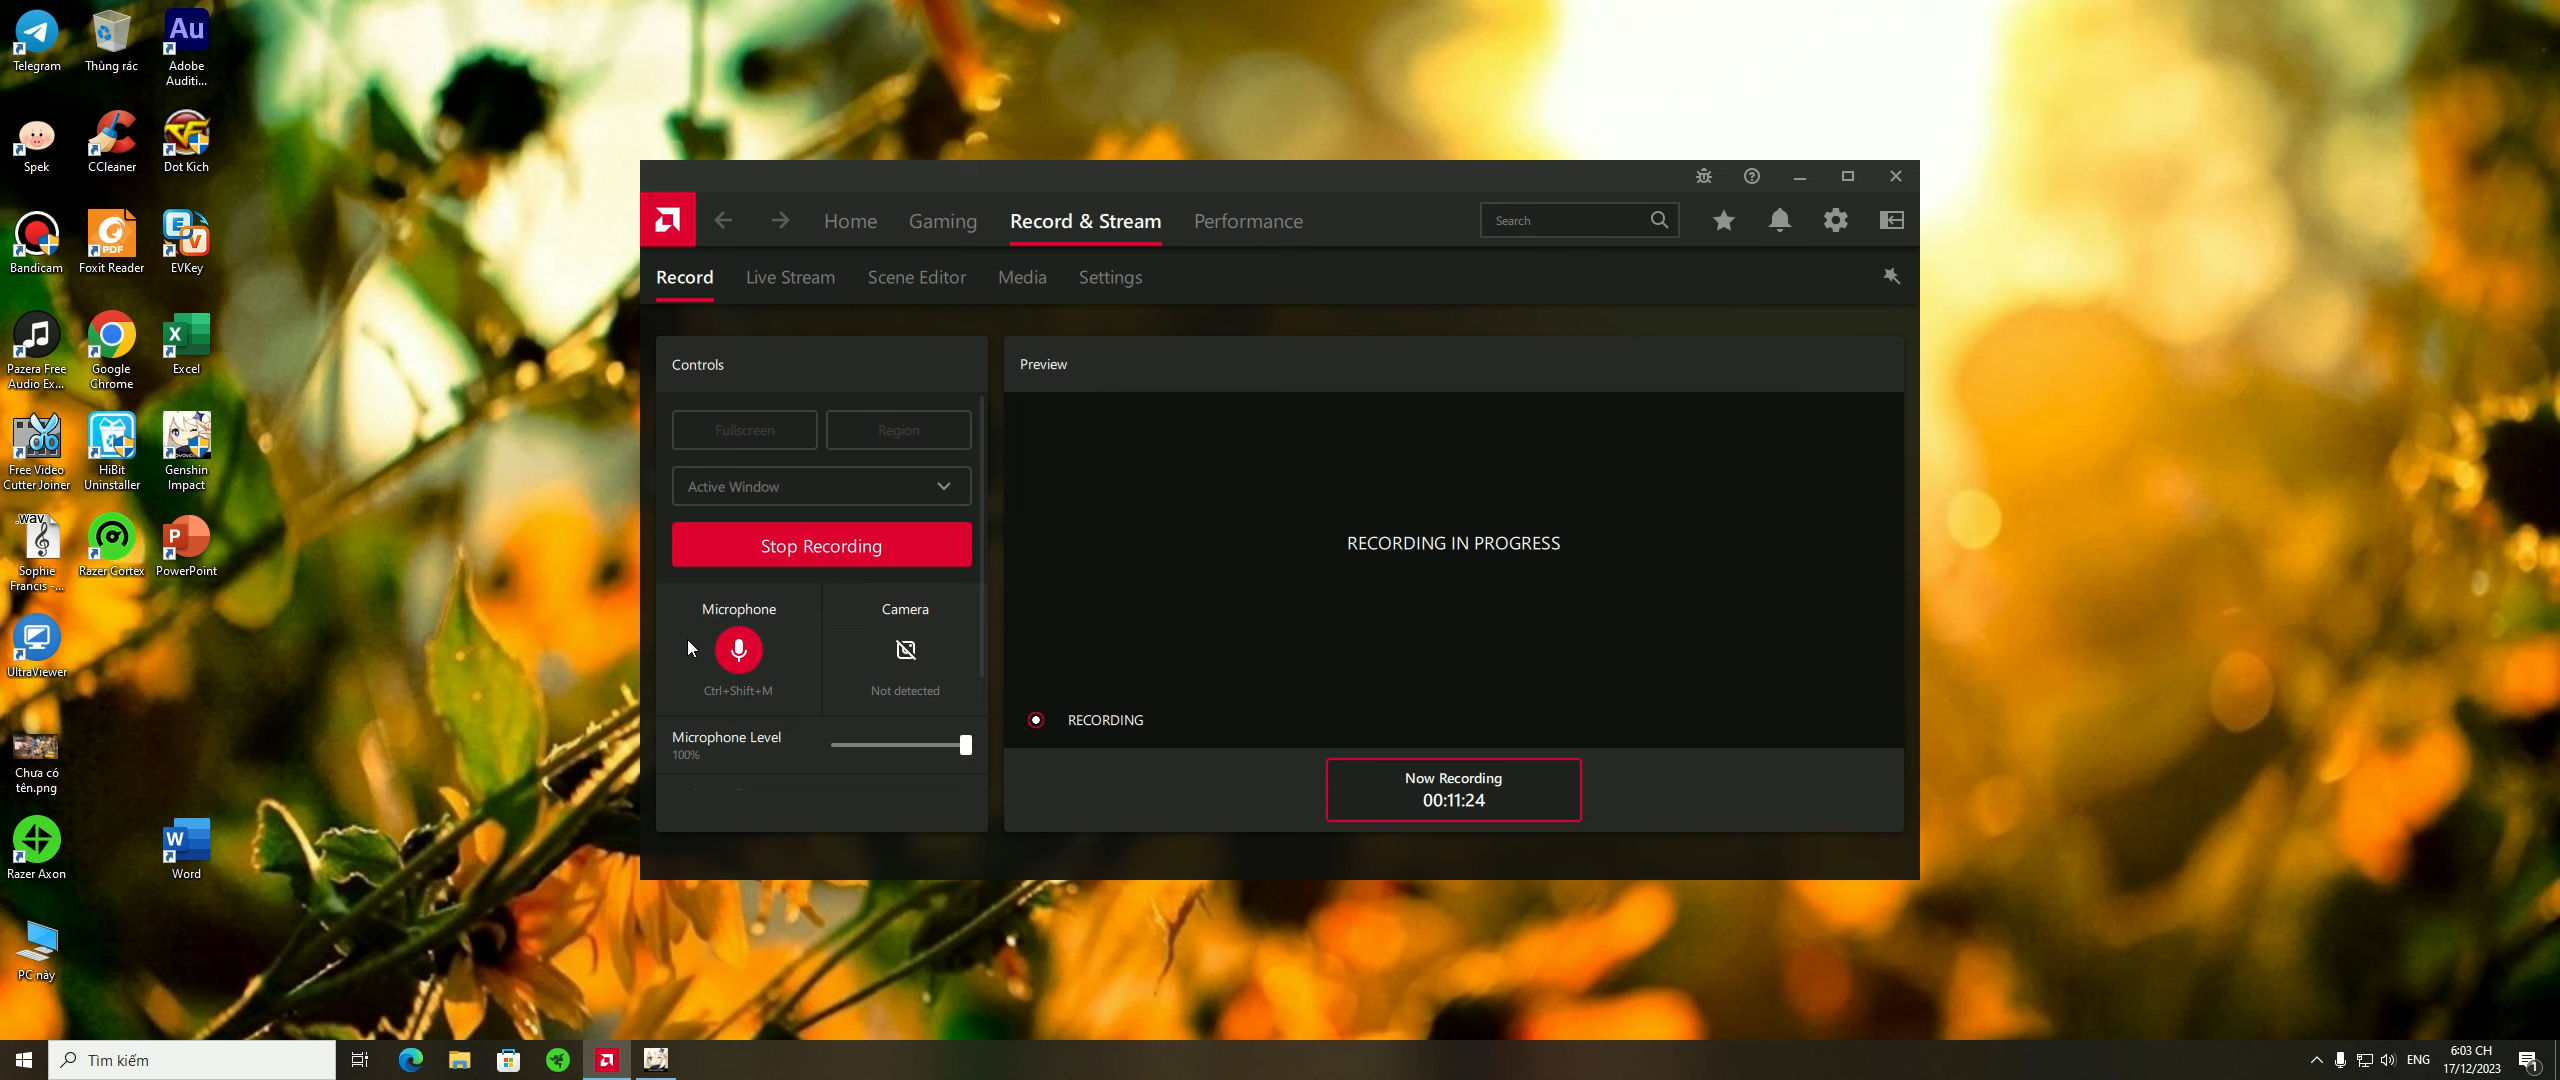 Telegram
Thùng rác
Adobe
Auditi...
Au
Spek
CCleaner
Dot Kich
Bandicam
Foxit Reader
PDF
EVKey
Pazera Free
Audio Ex...
Google
Chrome
Excel
Free Video
Cutter Joiner
HiBit
Uninstaller
Genshin
Impact
.wav
Sophie
Francis -...
Razer Cortex
PowerPoint
UltraViewer
Chưa có
tên.png
Razer Axon
Word
PC này
Home
Gaming
Record & Stream
Performance
Search
Record
Live Stream
Scene Editor
Media
Settings
Controls
Fullscreen
Region
Active Window
Stop Recording
Microphone
Camera
Ctrl+Shift+M
Not detected
Microphone Level
100%
Preview
RECORDING IN PROGRESS
RECORDING
Now Recording
00:11:24
Tìm kiếm
ENG
6:03 CH
17/12/2023
1